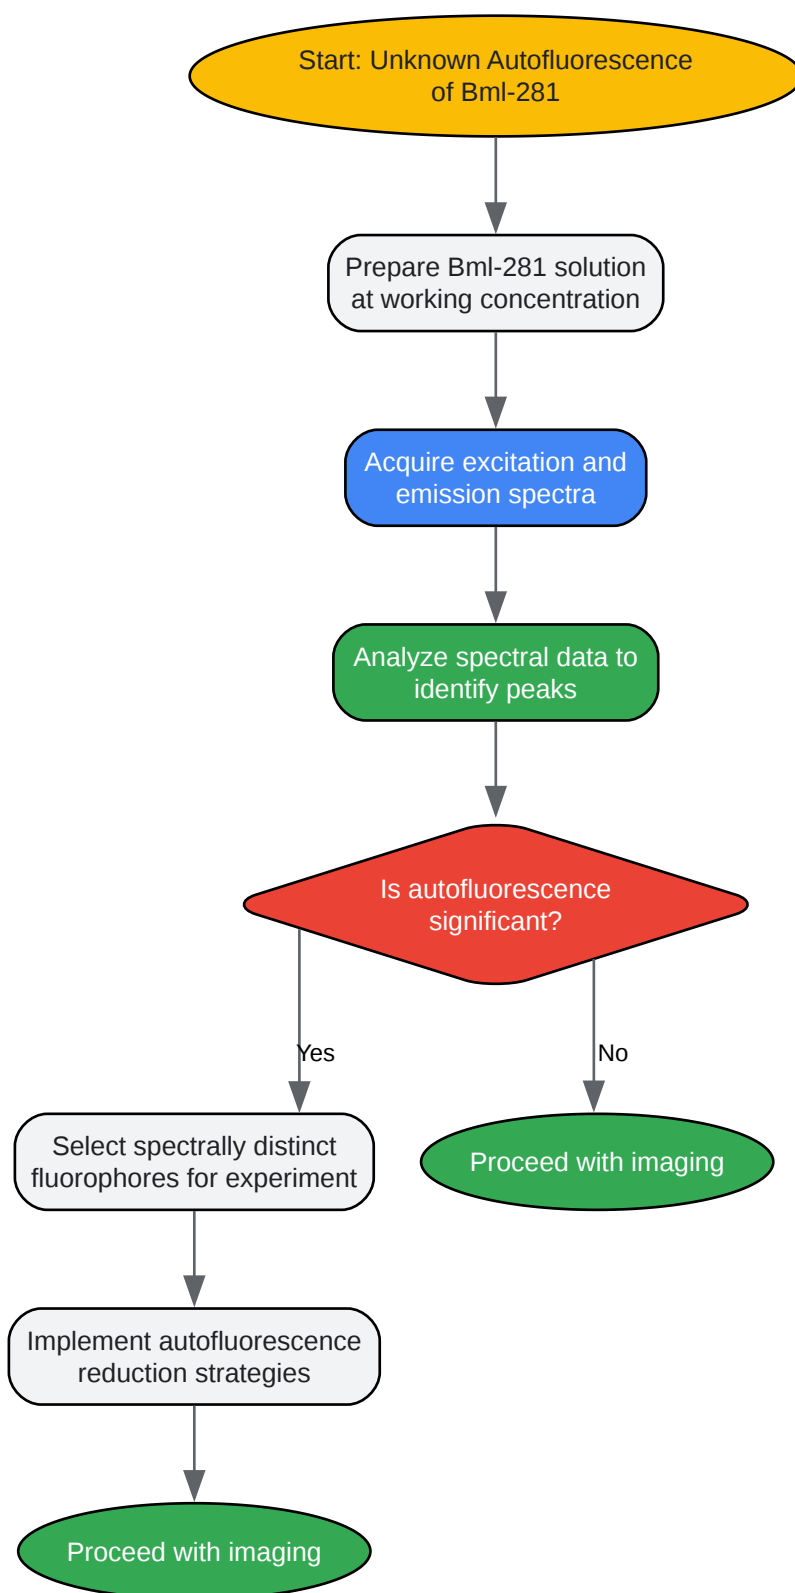 Start: Unknown Autofluorescence
of Bml-281
Prepare Bml-281 solution
at working concentration
Acquire excitation and
emission spectra
Analyze spectral data to
identify peaks
Is autofluorescence
significant?
Yes
No
Select spectrally distinct
fluorophores for experiment
Proceed with imaging
Implement autofluorescence
reduction strategies
Proceed with imaging